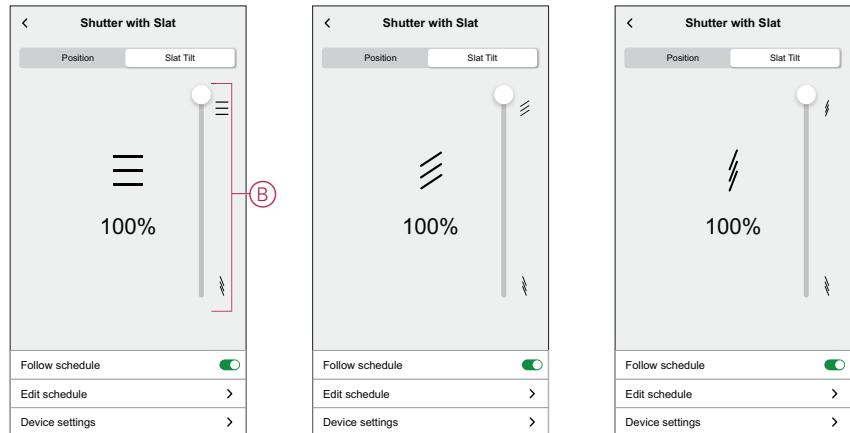 Shutter with Slat
Position Slat Tilt
100%
B
Follow schedule
Edit schedule
Device settings
Shutter with Slat
Position Slat Tilt
100%
Follow schedule
Edit schedule
Device settings
Shutter with Slat
Position Slat Tilt
100%
Follow schedule
Edit schedule
Device settings